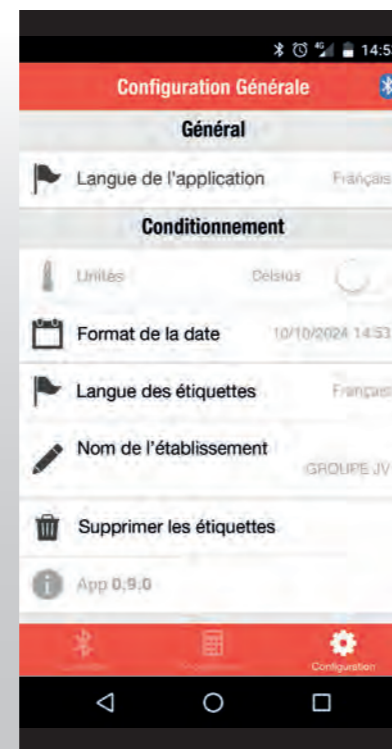 4G 14:5
Configuration Générale
Général
Langue de l'application Français
Conditionnement
Unités Celsius
Format de la date 10/10/2024 14:53
Langue des étiquettes Français
Nom de l'établissement
GROUPE JV
Supprimer les étiquettes
App 0.9.0
Configuration